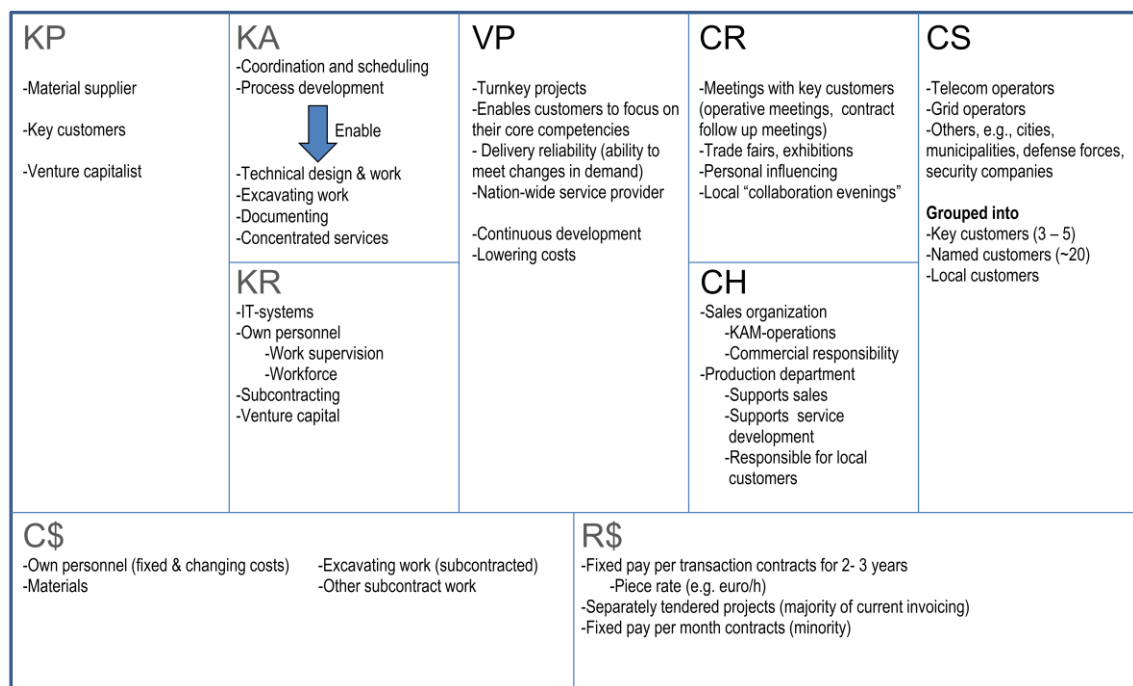 KP
-Material supplier
-Key customers
-Venture capitalist
KA
-Coordination and scheduling
-Process development
Enable
-Technical design & work
-Excavating work
-Documenting
-Concentrated services
KR
-IT-systems
-Own personnel
-Work supervision
-Workforce
-Subcontracting
-Venture capital
VP
-Turnkey projects
-Enables customers to focus on
their core competencies
- Delivery reliability (ability to
meet changes in demand)
-Nation-wide service provider
-Continuous development
-Lowering costs
CR
-Meetings with key customers
(operative meetings, contract
follow up meetings)
-Trade fairs, exhibitions
-Personal influencing
-Local “collaboration evenings”
CH
-Sales organization
-KAM-operations
-Commercial responsibility
-Production department
-Supports sales
-Supports service
development
-Responsible for local
customers
CS
-Telecom operators
-Grid operators
-Others, e.g., cities,
municipalities, defense forces,
security companies
Grouped into
-Key customers (3 – 5)
-Named customers (~20)
-Local customers
C$
-Own personnel (fixed & changing costs)
-Materials
-Excavating work (subcontracted)
-Other subcontract work
R$
-Fixed pay per transaction contracts for 2- 3 years
-Piece rate (e.g. euro/h)
-Separately tendered projects (majority of current invoicing)
-Fixed pay per month contracts (minority)